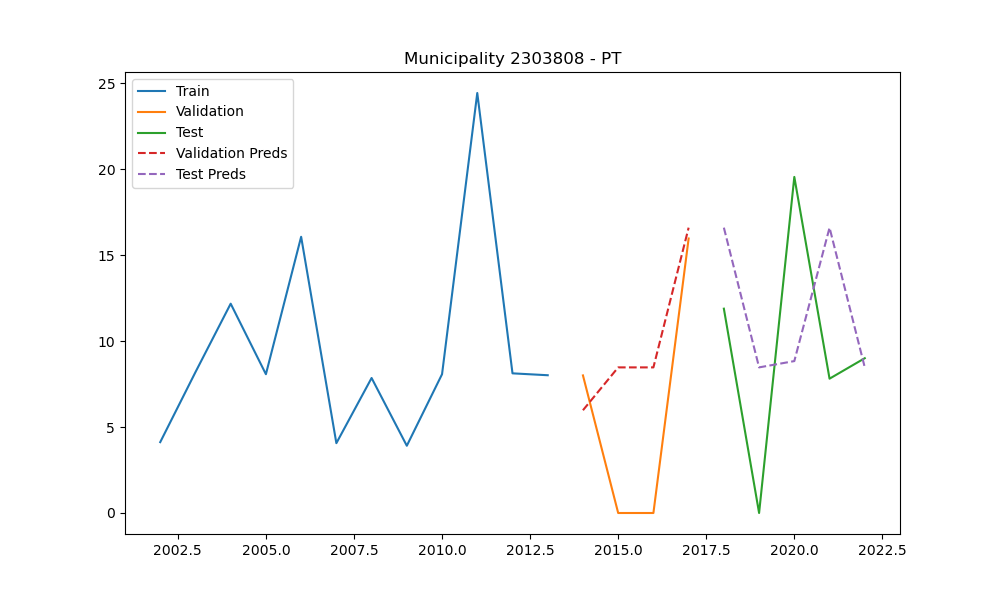 Municipality 2303808 - PT
25
20
15
10
5
0
Train
Validation
Test
Validation Preds
Test Preds
2002.5 2005.0 2007.5 2010.0 2012.5 2015.0 2017.5 2020.0 2022.5